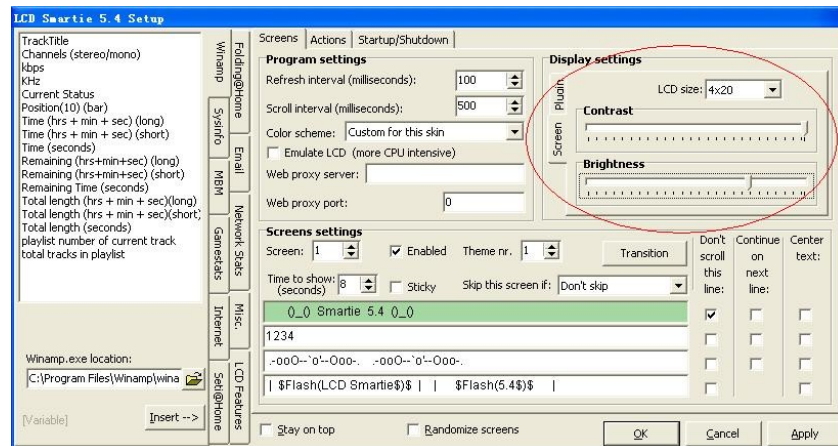 LCD Smartie 5.4 Setup
TrackTitle
Channels (stereo/mono)
kbps
KHz
Current Status
Position(10) (bar)
Time (hrs + min + sec) (long)
Time (hrs + min + sec) (short)
Time (seconds)
Remaining (hrs+min+sec) (long)
Remaining (hrs+min+sec) (short)
Remaining Time (seconds)
Total length (hrs + min + sec)(long)
Total length (hrs + min + sec)(short)
Total length (seconds)
playlist number of current track
total tracks in playlist
Winamp.exe location:
C:\Program Files\Winamp\wina
[Variable]
Insert -->
Winamp
Sysinfo
MBM
Gamestats
Internet
Seti@Home
Folding@Home
Email
Network Stats
Misc.
LCD Features
Screens Actions Startup/Shutdown
Program settings
Refresh interval (milliseconds): 100
Scroll interval (milliseconds): 500
Color scheme: Custom for this skin
Emulate LCD (more CPU intensive)
Web proxy server:
Web proxy port: 0
Display settings
Plugin
Screen
LCD size: 4x20
Contrast
Brightness
Screens settings
Screen: 1 Enabled Theme nr. 1 Transition
Time to show: 8 Sticky Skip this screen if: Don't skip
(seconds)
Don't scroll this line:
Continue on next line:
Center text:
()_() Smartie 5.4 ()_()
1234
.-ooO--`o'--Ooo-. .-ooO--`o'--Ooo-.
| $Flash(LCD Smartie$)$ | | $Flash(5.4$)$ |
Stay on top Randomize screens OK Cancel Apply